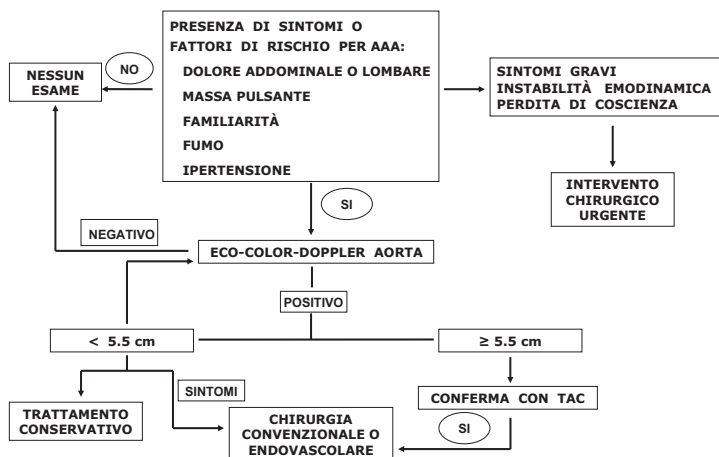 PRESENZA DI SINTOMI O
FATTORI DI RISCHIO PER AAA:
DOLORE ADDOMINALE O LOMBARE
MASSA PULSANTE
FAMILIARITÀ
FUMO
IPERTENSIONE
NO
NESSUN
ESAME
SINTOMI GRAVI
INSTABILITÀ EMODINAMICA
PERDITA DI COSCIENZA
INTERVENTO
CHIRURGICO
URGENTE
SI
NEGATIVO
ECO-COLOR-DOPPLER AORTA
POSITIVO
< 5.5 cm
≥ 5.5 cm
SINTOMI
CONFERMA CON TAC
TRATTAMENTO
CONSERVATIVO
CHIRURGIA
CONVENZIONALE O
ENDOVASCOLARE
SI